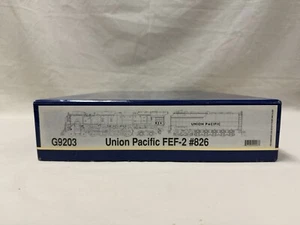 UNION PACIFIC
G9203 Union Pacific FEF-2 #826